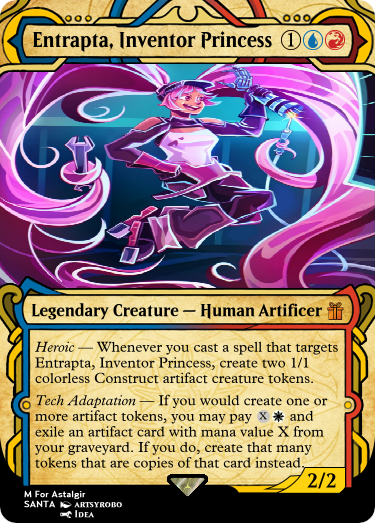 Entrapta, Inventor Princess 1
Legendary Creature — Human Artificer
Heroic — Whenever you cast a spell that targets
Entrapta, Inventor Princess, create two 1/1
colorless Construct artifact creature tokens.
Tech Adaptation — If you would create one or
more artifact tokens, you may pay X and
exile an artifact card with mana value X from
your graveyard. If you do, create that many
tokens that are copies of that card instead.
2/2
M For Astalgir
SANTA ARTSYROBO
IDEA